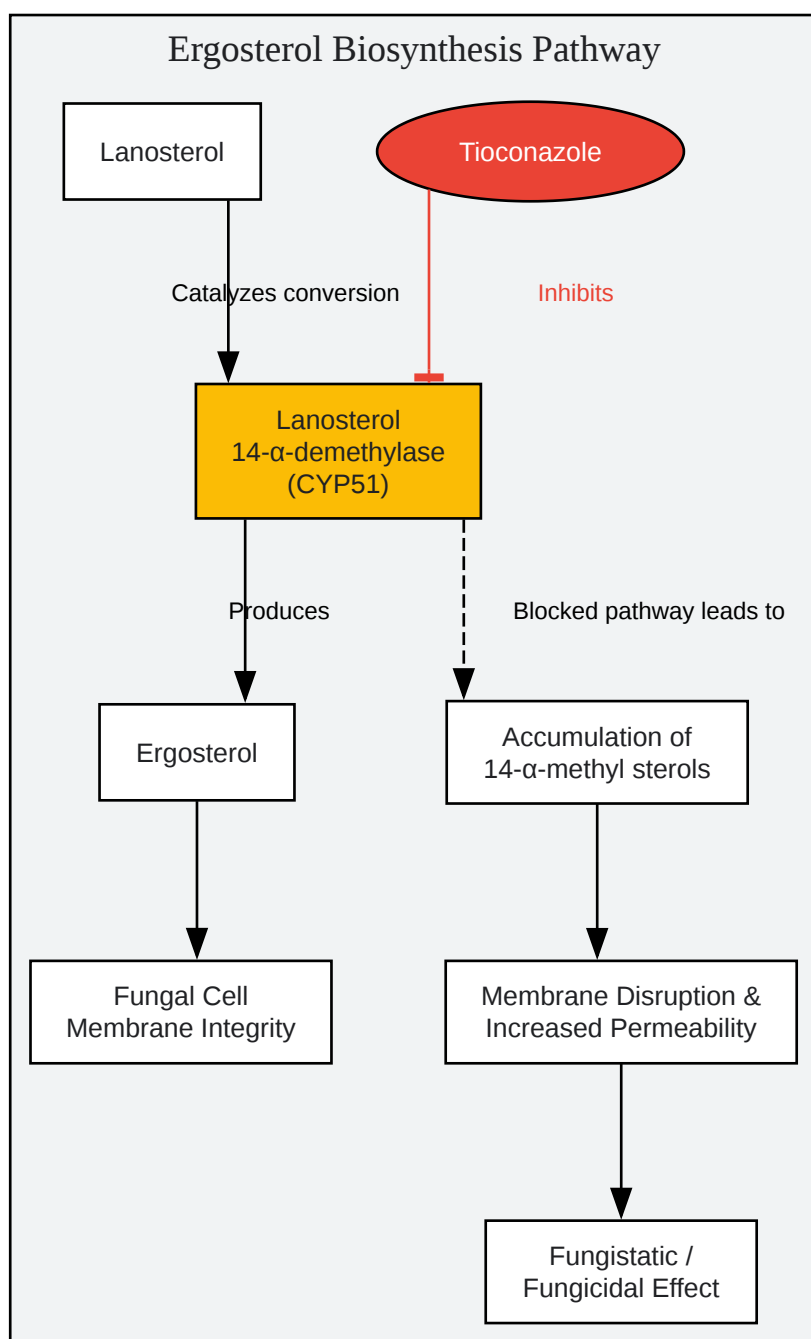 Ergosterol Biosynthesis Pathway
Lanosterol
Tioconazole
Catalyzes conversion
Inhibits
Lanosterol
14-α-demethylase
(CYP51)
Produces
Blocked pathway leads to
Ergosterol
Accumulation of
14-α-methyl sterols
Fungal Cell
Membrane Integrity
Membrane Disruption &
Increased Permeability
Fungistatic /
Fungicidal Effect